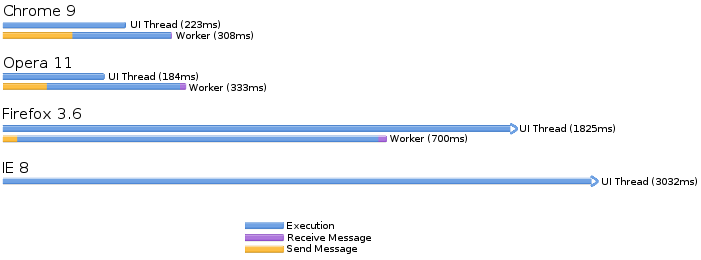 Chrome 9
UI Thread (223ms)
Worker (308ms)
Opera 11
UI Thread (184ms)
Worker (333ms)
Firefox 3.6
UI Thread (1825ms)
Worker (700ms)
IE 8
UI Thread (3032ms)
Execution
Receive Message
Send Message